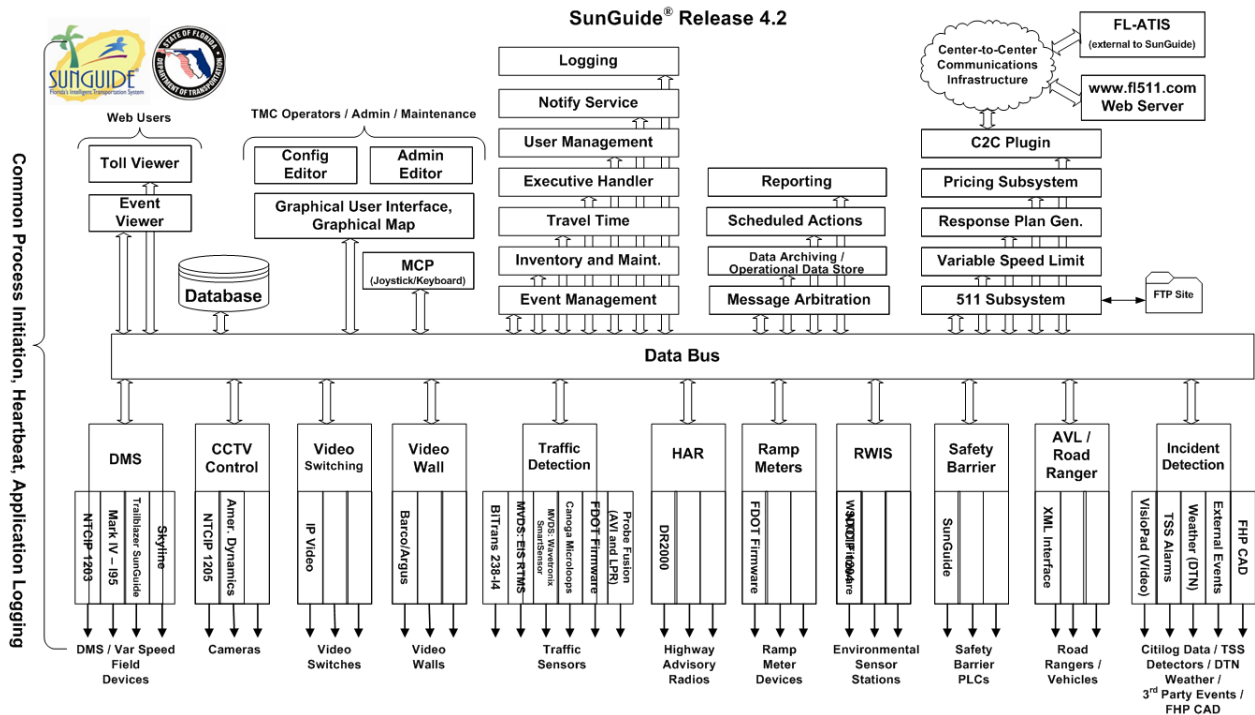 SunGuide® Release 4.2
SUNGUIDE®
Florida's Intelligent Transportation System
STATE OF FLORIDA
DEPARTMENT OF TRANSPORTATION
Common Process Initiation, Heartbeat, Application Logging
Web Users
Toll Viewer
Event
Viewer
TMC Operators / Admin / Maintenance
Config
Editor
Admin
Editor
Graphical User Interface,
Graphical Map
MCP
(Joystick/Keyboard)
Database
Logging
Notify Service
User Management
Executive Handler
Travel Time
Inventory and Maint.
Event Management
Reporting
Scheduled Actions
Data Archiving /
Operational Data Store
Message Arbitration
Center-to-Center
Communications
Infrastructure
FL-ATIS
(external to SunGuide)
www.fl511.com
Web Server
C2C Plugin
Pricing Subsystem
Response Plan Gen.
Variable Speed Limit
511 Subsystem
FTP Site
Data Bus
DMS
NTCIP 1203
Mark IV – I95
Trailblazer SunGuide
Skyline
DMS / Var Speed
Field
Devices
CCTV
Control
NTCIP 1205
Amer. Dynamics
Cameras
Video
Switching
IP Video
Video
Switches
Video
Wall
Barco/Argus
Video
Walls
Traffic
Detection
BiTrans 238-I4
MVDS: EIS RTMS
MVDS: Wavetronix
SmartSensor
Canoga Microloops
FDOT Firmware
Probe Fusion
(AVI and LPR)
Traffic
Sensors
HAR
DR2000
Highway
Advisory
Radios
Ramp
Meters
FDOT Firmware
Ramp
Meter
Devices
RWIS
Environmental
Sensor
Stations
Safety
Barrier
SunGuide
Safety
Barrier
PLCs
AVL /
Road
Ranger
XML Interface
Road
Rangers /
Vehicles
Incident
Detection
VisioPad (Video)
TSS Alarms
Weather (DTN)
External Events
FHP CAD
Citilog Data / TSS
Detectors / DTN
Weather /
3rd Party Events /
FHP CAD